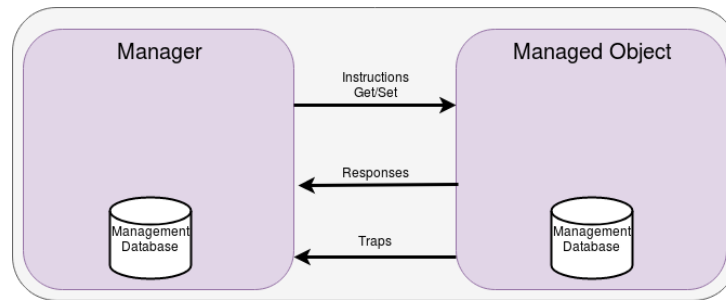 Manager
Managed Object
Instructions
Get/Set
Responses
Traps
Management
Database
Management
Database